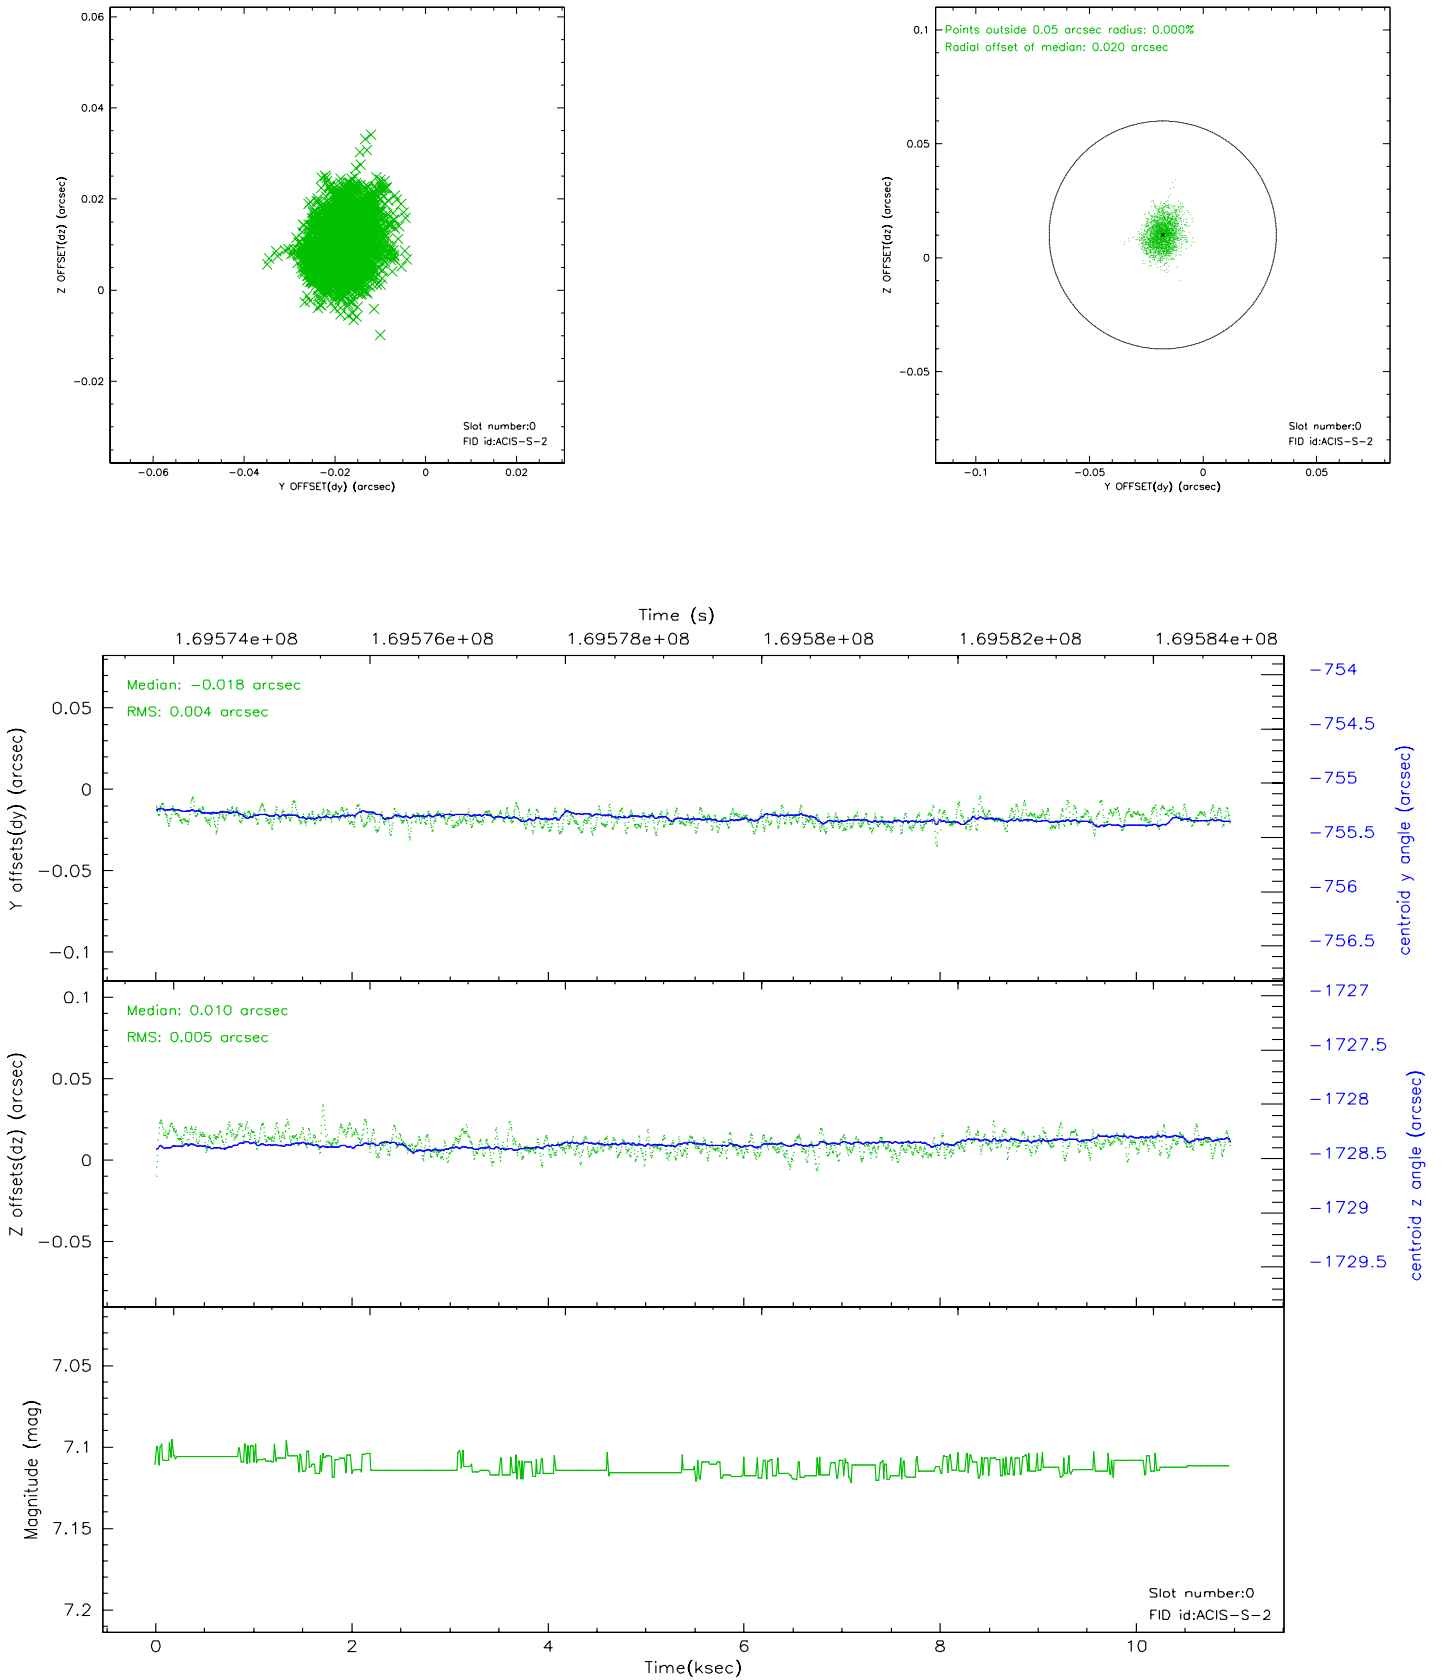 0.06
0.04
0.02
0
−0.02
Z OFFSET(dz) (arcsec)
−0.06 −0.04 −0.02 0 0.02
Y OFFSET(dy) (arcsec)
Slot number:0
FID id:ACIS−S−2
Points outside 0.05 arcsec radius: 0.000%
Radial offset of median: 0.020 arcsec
0.1
0.05
0
−0.05
Z OFFSET(dz) (arcsec)
−0.1 −0.05 0 0.05
Y OFFSET(dy) (arcsec)
Slot number:0
FID id:ACIS−S−2
Time (s)
1.69574e+08 1.69576e+08 1.69578e+08 1.6958e+08 1.69582e+08 1.69584e+08
Median: −0.018 arcsec
RMS: 0.004 arcsec
0.05
0
−0.05
−0.1
Y offsets(dy) (arcsec)
−754
−754.5
−755
−755.5
−756
−756.5
centroid y angle (arcsec)
Median: 0.010 arcsec
RMS: 0.005 arcsec
0.1
0.05
0
−0.05
Z offsets(dz) (arcsec)
−1727
−1727.5
−1728
−1728.5
−1729
−1729.5
centroid z angle (arcsec)
7.05
7.1
7.15
7.2
Magnitude (mag)
Slot number:0
FID id:ACIS−S−2
0 2 4 6 8 10
Time(ksec)